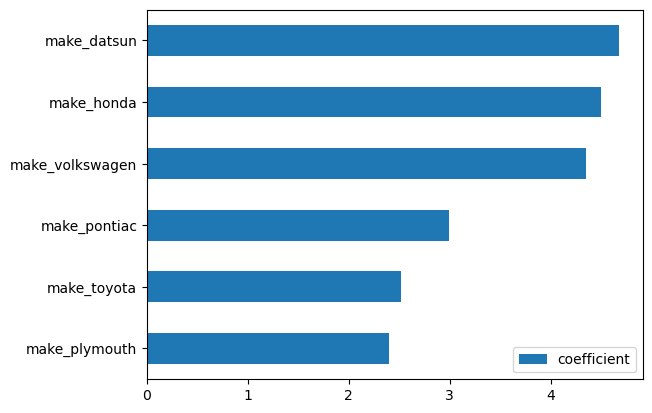 make_datsun
make_honda
make_volkswagen
make_pontiac
make_toyota
make_plymouth
coefficient
0 1 2 3 4